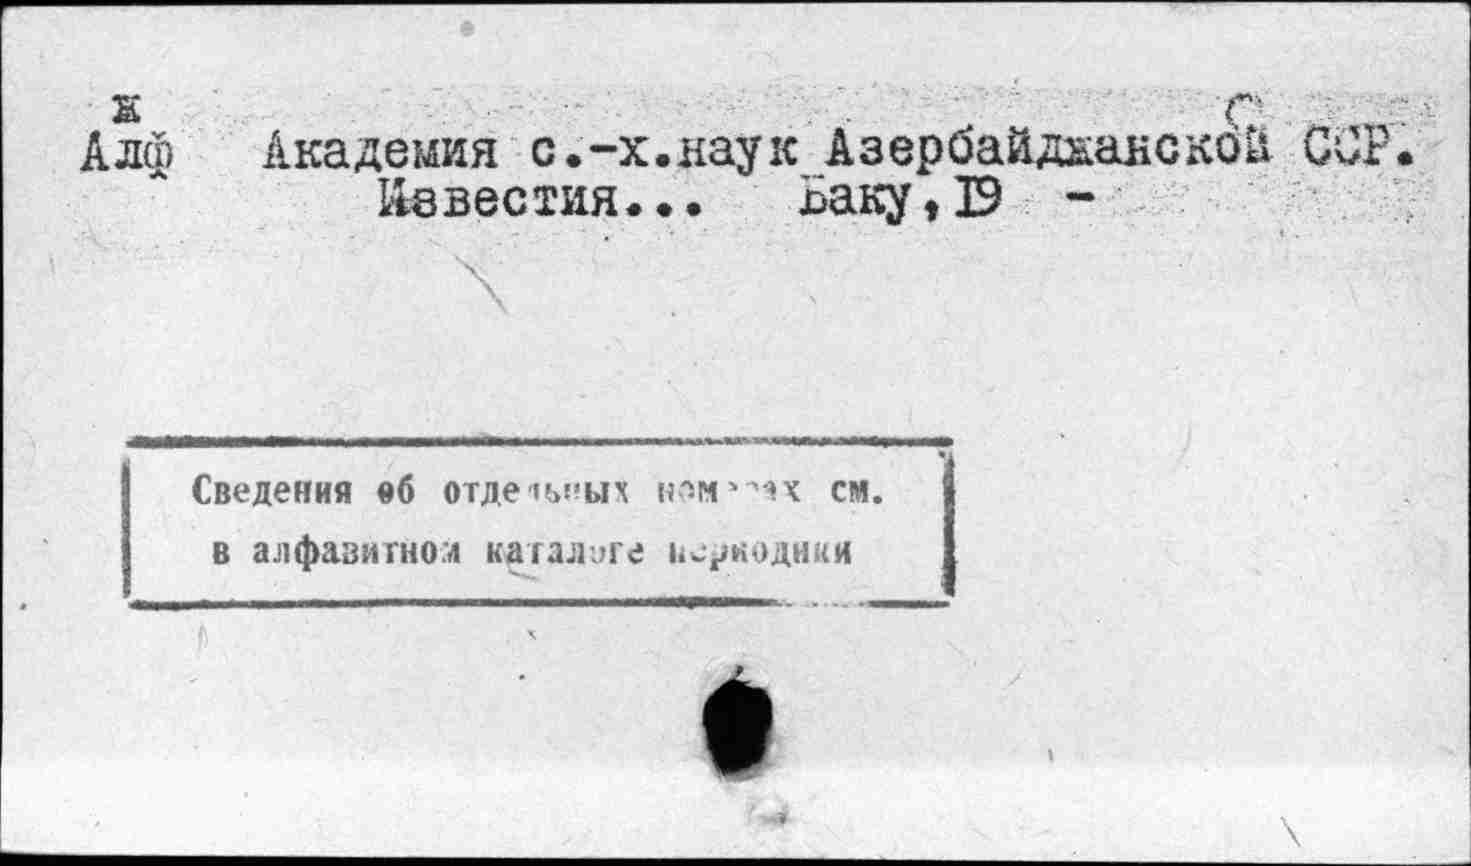 Ж
Алф Академия с.-х.наук Азербайджанской ССР.
Известия... Баку,19 -
Сведения об отдельных номерах см.
в алфавитном каталоге периодики